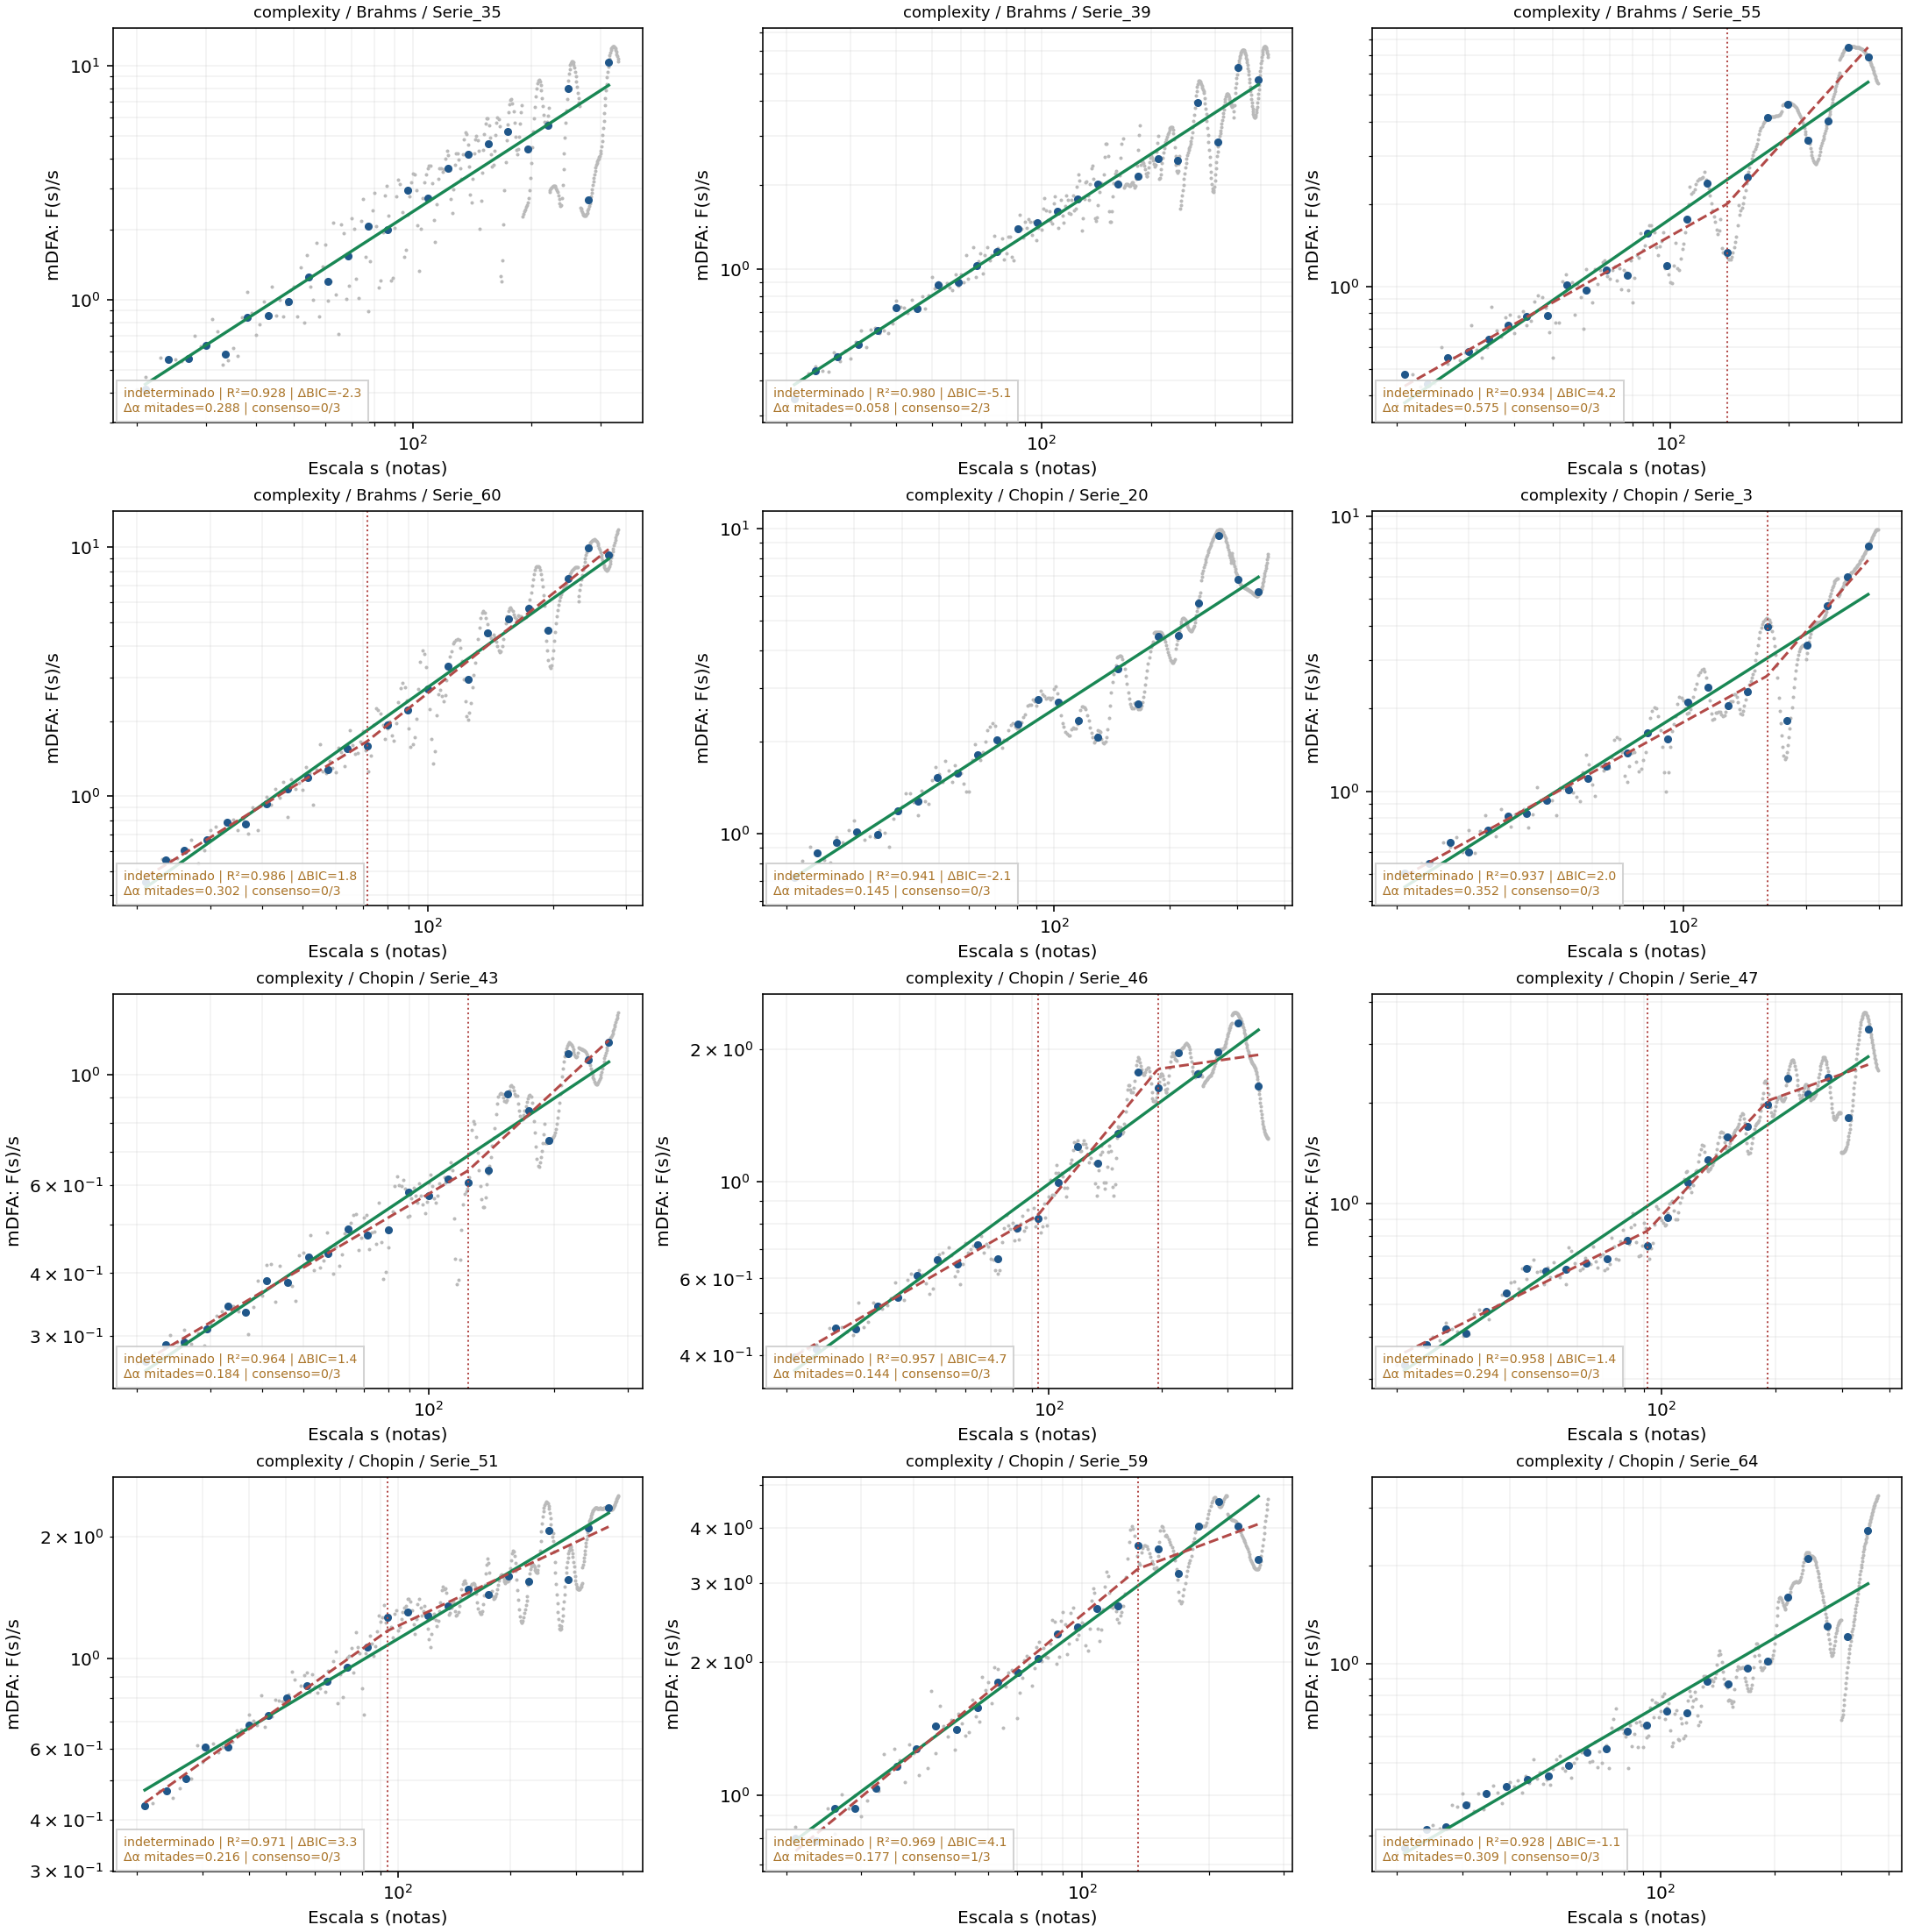 complexity / Brahms / Serie_35
mDFA: F(s)/s
10¹
10⁰
indeterminado | R²=0.928 | ΔBIC=-2.3
Δα mitades=0.288 | consenso=0/3
10²
Escala s (notas)
complexity / Brahms / Serie_39
mDFA: F(s)/s
10⁰
indeterminado | R²=0.980 | ΔBIC=-5.1
Δα mitades=0.058 | consenso=2/3
10²
Escala s (notas)
complexity / Brahms / Serie_55
mDFA: F(s)/s
10⁰
indeterminado | R²=0.934 | ΔBIC=4.2
Δα mitades=0.575 | consenso=0/3
10²
Escala s (notas)
complexity / Brahms / Serie_60
mDFA: F(s)/s
10¹
10⁰
indeterminado | R²=0.986 | ΔBIC=1.8
Δα mitades=0.302 | consenso=0/3
10²
Escala s (notas)
complexity / Chopin / Serie_20
mDFA: F(s)/s
10¹
10⁰
indeterminado | R²=0.941 | ΔBIC=-2.1
Δα mitades=0.145 | consenso=0/3
10²
Escala s (notas)
complexity / Chopin / Serie_3
mDFA: F(s)/s
10¹
10⁰
indeterminado | R²=0.937 | ΔBIC=2.0
Δα mitades=0.352 | consenso=0/3
10²
Escala s (notas)
complexity / Chopin / Serie_43
mDFA: F(s)/s
10⁰
6 × 10⁻¹
4 × 10⁻¹
3 × 10⁻¹
indeterminado | R²=0.964 | ΔBIC=1.4
Δα mitades=0.184 | consenso=0/3
10²
Escala s (notas)
complexity / Chopin / Serie_46
mDFA: F(s)/s
2 × 10⁰
10⁰
6 × 10⁻¹
4 × 10⁻¹
indeterminado | R²=0.957 | ΔBIC=4.7
Δα mitades=0.144 | consenso=0/3
10²
Escala s (notas)
complexity / Chopin / Serie_47
mDFA: F(s)/s
10⁰
indeterminado | R²=0.958 | ΔBIC=1.4
Δα mitades=0.294 | consenso=0/3
10²
Escala s (notas)
complexity / Chopin / Serie_51
mDFA: F(s)/s
2 × 10⁰
10⁰
6 × 10⁻¹
4 × 10⁻¹
3 × 10⁻¹
indeterminado | R²=0.971 | ΔBIC=3.3
Δα mitades=0.216 | consenso=0/3
10²
Escala s (notas)
complexity / Chopin / Serie_59
mDFA: F(s)/s
4 × 10⁰
3 × 10⁰
2 × 10⁰
10⁰
indeterminado | R²=0.969 | ΔBIC=4.1
Δα mitades=0.177 | consenso=1/3
10²
Escala s (notas)
complexity / Chopin / Serie_64
mDFA: F(s)/s
10⁰
indeterminado | R²=0.928 | ΔBIC=-1.1
Δα mitades=0.309 | consenso=0/3
10²
Escala s (notas)